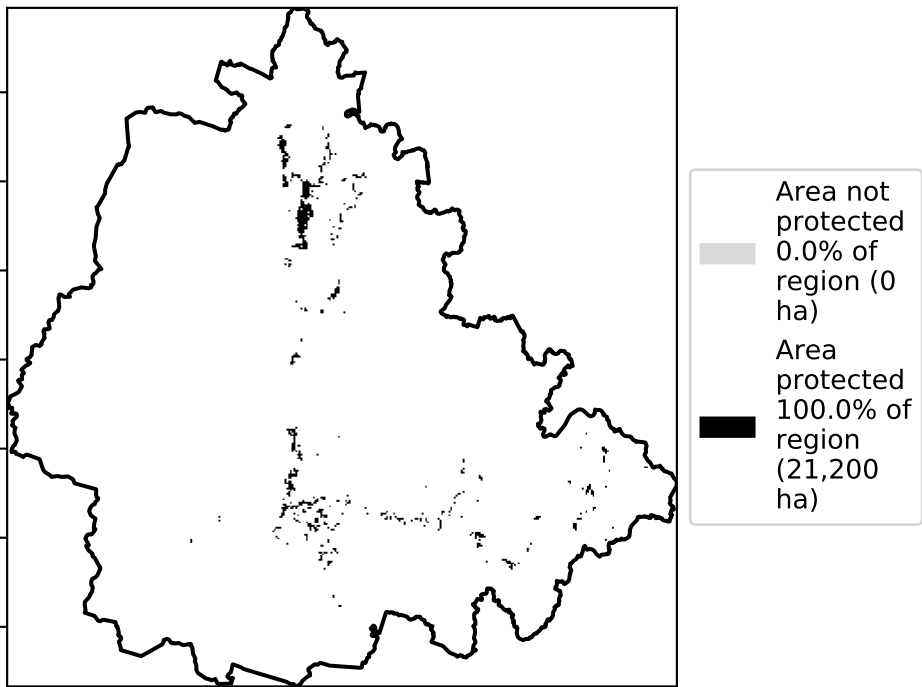 Area not
protected
0.0% of
region (0
ha)
Area
protected
100.0% of
region
(21,200
ha)